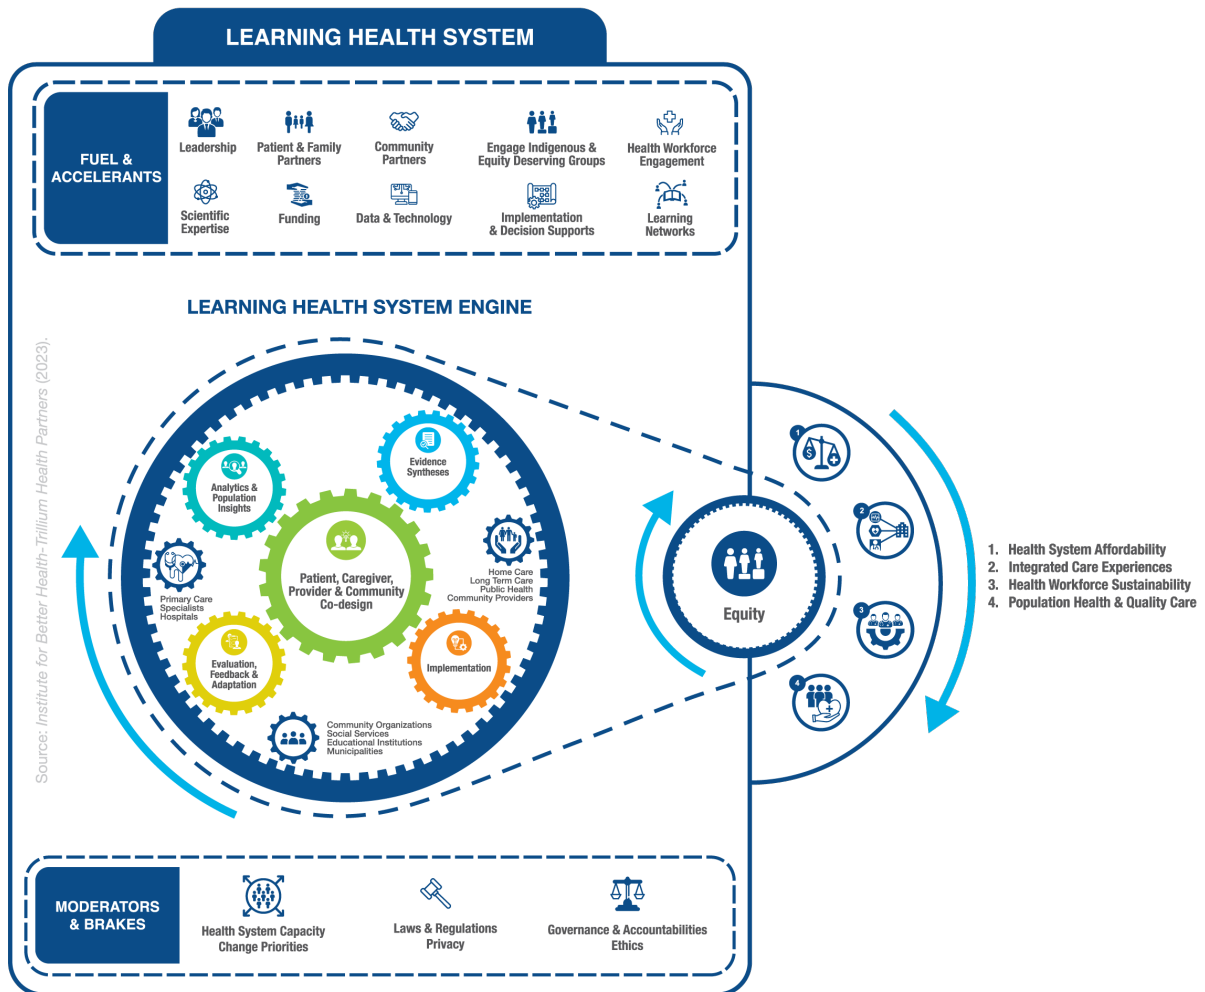 LEARNING HEALTH SYSTEM
FUEL &
ACCELERANTS
Leadership
Patient & Family
Partners
Community
Partners
Engage Indigenous &
Equity Deserving Groups
Health Workforce
Engagement
Scientific
Expertise
Funding
Data & Technology
Implementation
& Decision Supports
Learning
Networks
LEARNING HEALTH SYSTEM ENGINE
Source: Institute for Better Health-Trillium Health Partners (2023).
Analytics &
Population
Insights
Evidence
Syntheses
Patient, Caregiver,
Provider & Community
Co-design
Primary Care
Specialists
Hospitals
Home Care
Long Term Care
Public Health
Community Providers
Evaluation,
Feedback &
Adaptation
Implementation
Community Organizations
Social Services
Educational Institutions
Municipalities
Equity
1
$
2
3
4
1. Health System Affordability
2. Integrated Care Experiences
3. Health Workforce Sustainability
4. Population Health & Quality Care
MODERATORS
& BRAKES
Health System Capacity
Change Priorities
Laws & Regulations
Privacy
Governance & Accountabilities
Ethics